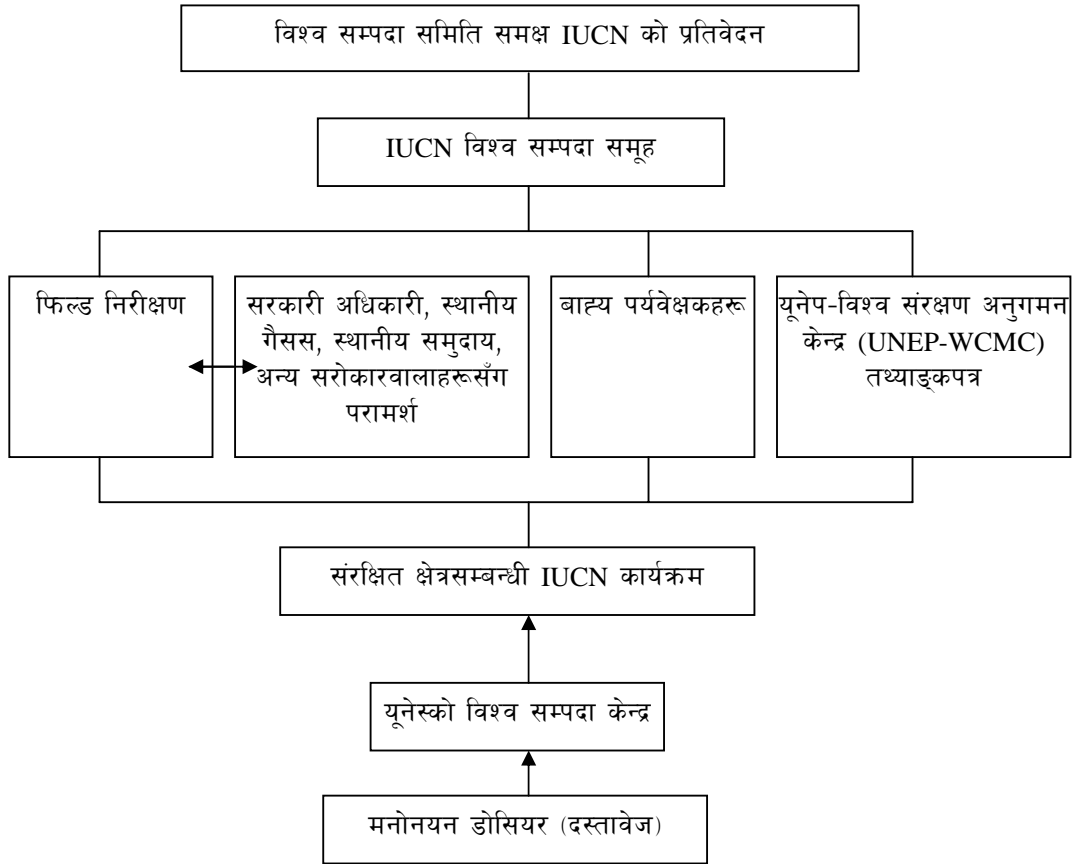 विश्व सम्पदा समिति समक्ष IUCN को प्रतिवेदन
IUCN विश्व सम्पदा समूह
फिल्ड निरीक्षण
सरकारी अधिकारी, स्थानीय
गैसस, स्थानीय समुदाय,
अन्य सरोकारवालाहरूसँग
परामर्श
बाह्य पर्यवेक्षकहरू
यूनेप-विश्व संरक्षण अनुगमन
केन्द्र (UNEP-WCMC)
तथ्याङ्कपत्र
संरक्षित क्षेत्रसम्बन्धी IUCN कार्यक्रम
यूनेस्को विश्व सम्पदा केन्द्र
मनोनयन डोसियर (दस्तावेज)